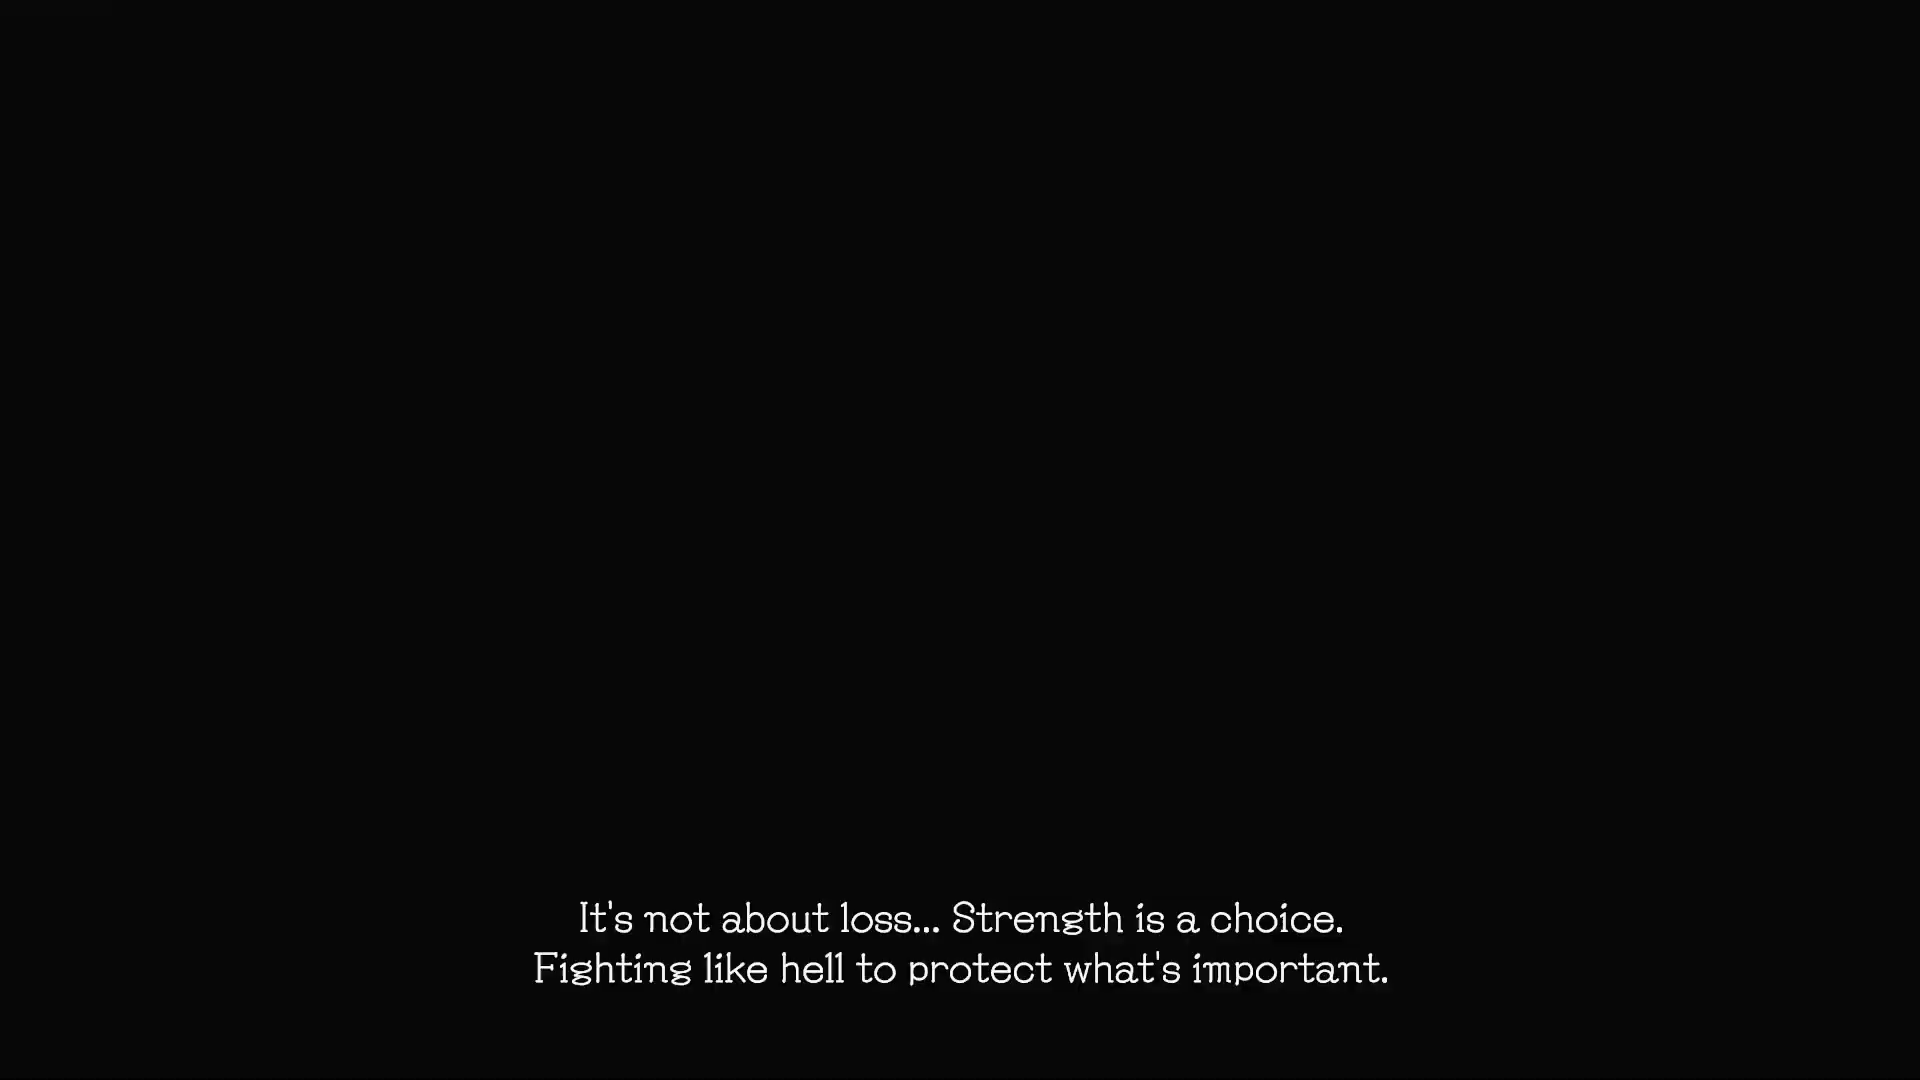 It's not about loss... Strength is a choice.
Fighting like hell to protect what's important.